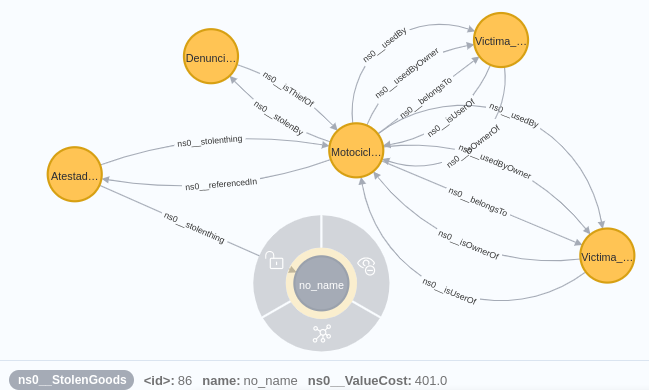 Victima_...
ns0__usedBy
Denunci...
ns0__usedByOwner
ns0__isThiefOf
ns0__belongsTo
ns0__stolenBy
ns0__isUserOf
ns0__usedBy
ns0__stolenthing
Motocicl...
ns0__usedByOwner
Atestad...
ns0__referencedIn
ns0__belongsTo
ns0__stolenthing
ns0__isOwnerOf
Victima_...
no_name
ns0__isUserOf
ns0__StolenGoods <id>: 86 name: no_name ns0__ValueCost: 401.0